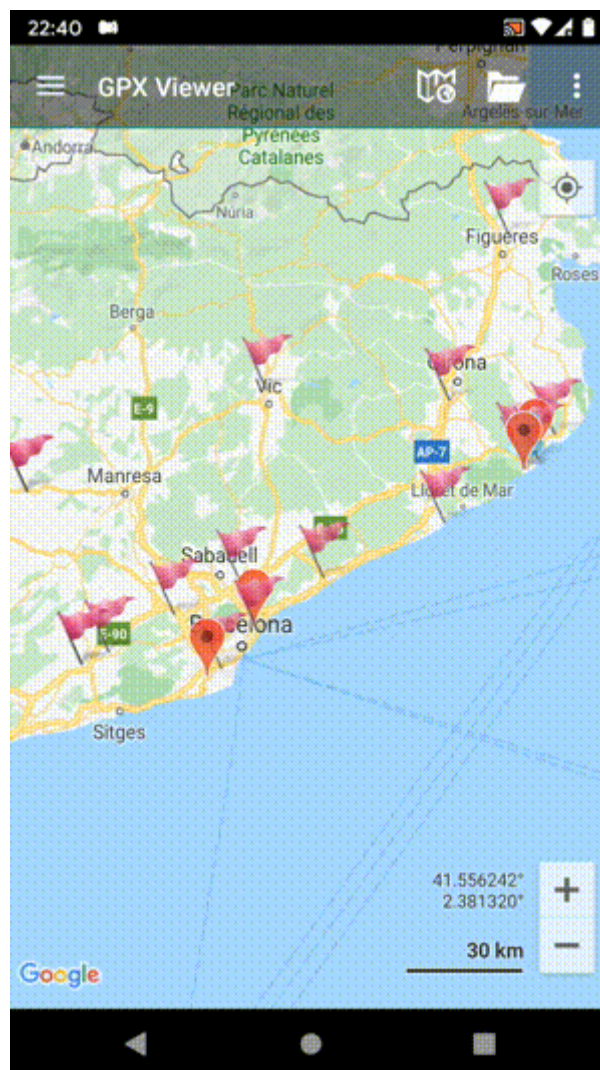 22:40
GPX Viewer
Perpignan
Parc Naturel
Régional des
Pyrénées
Catalanes
Argelès-sur-Mer
Andorra
Núria
Figueres
Roses
Berga
Vic
E-9
AP-7
Manresa
Lloret de Mar
Sabadell
E-90
Barcelona
Sitges
41.556242°
2.381320°
30 km
Google